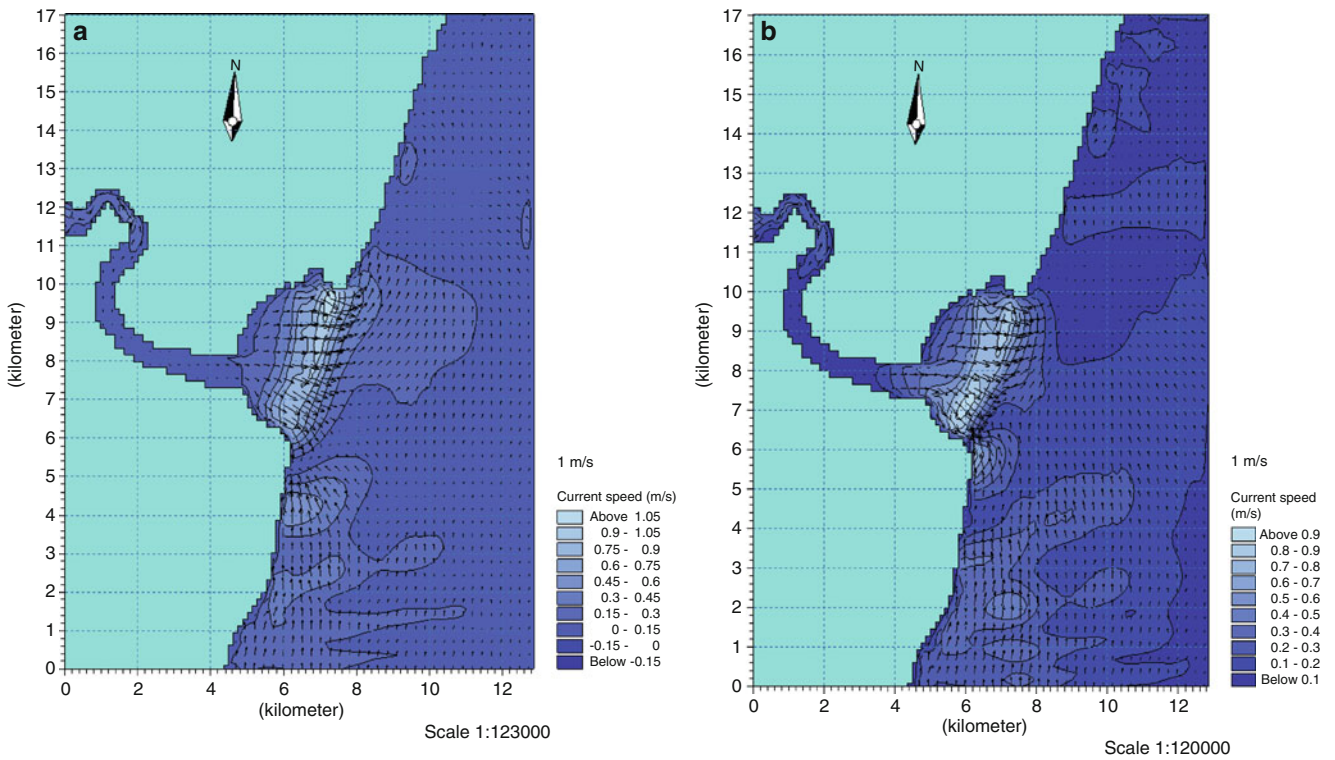 a
N
17
16
15
14
13
12
11
10
9
8
7
6
5
4
3
2
1
0
(kilometer)
0 2 4 6 8 10 12
(kilometer)
Scale 1:123000
1 m/s
Current speed (m/s)
Above 1.05
0.9 - 1.05
0.75 - 0.9
0.6 - 0.75
0.45 - 0.6
0.3 - 0.45
0.15 - 0.3
0 - 0.15
-0.15 - 0
Below -0.15
b
N
17
16
15
14
13
12
11
10
9
8
7
6
5
4
3
2
1
0
(kilometer)
0 2 4 6 8 10 12
(kilometer)
Scale 1:120000
1 m/s
Current speed
(m/s)
Above 0.9
0.8 - 0.9
0.7 - 0.8
0.6 - 0.7
0.5 - 0.6
0.4 - 0.5
0.3 - 0.4
0.2 - 0.3
0.1 - 0.2
Below 0.1